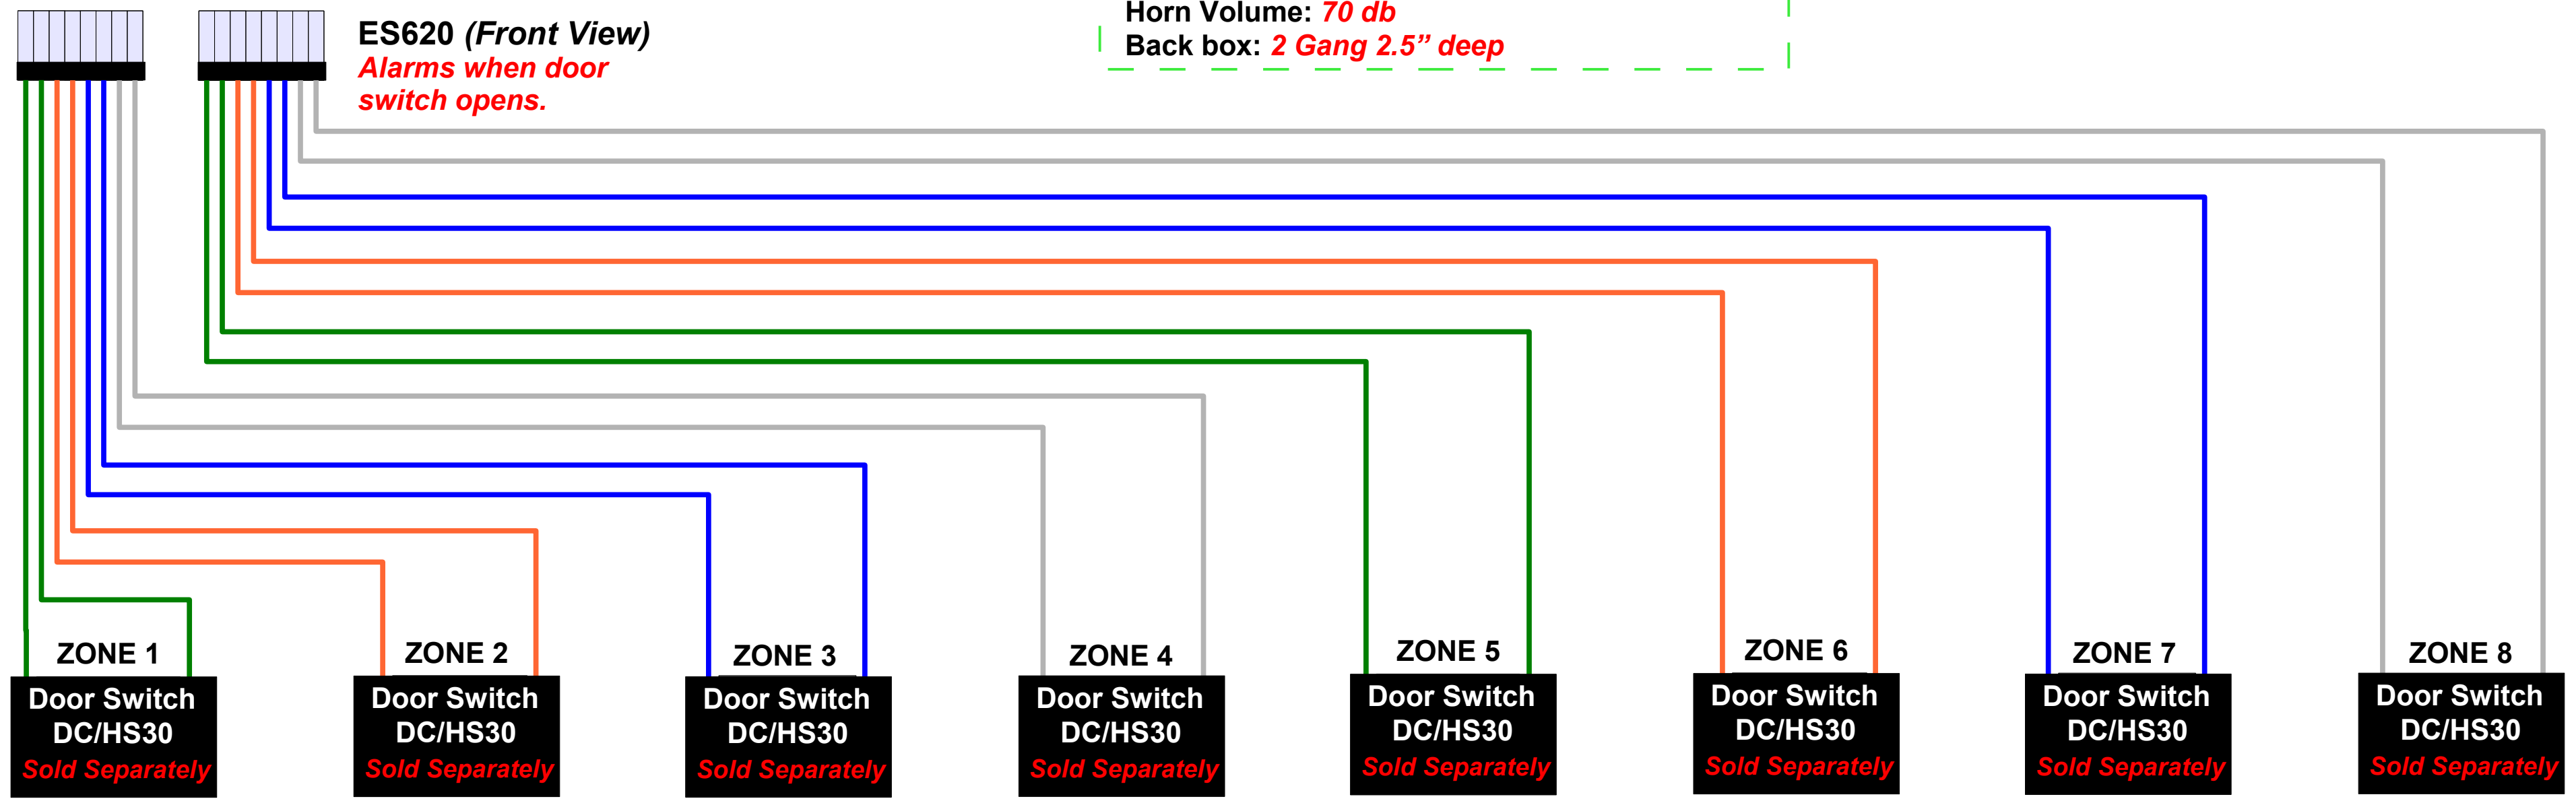 Horn Volume: 70 db
Back box: 2 Gang 2.5” deep
ES620 (Front View)
Alarms when door
switch opens.
ZONE 1
Door Switch
DC/HS30
Sold Separately
ZONE 2
Door Switch
DC/HS30
Sold Separately
ZONE 3
Door Switch
DC/HS30
Sold Separately
ZONE 4
Door Switch
DC/HS30
Sold Separately
ZONE 5
Door Switch
DC/HS30
Sold Separately
ZONE 6
Door Switch
DC/HS30
Sold Separately
ZONE 7
Door Switch
DC/HS30
Sold Separately
ZONE 8
Door Switch
DC/HS30
Sold Separately